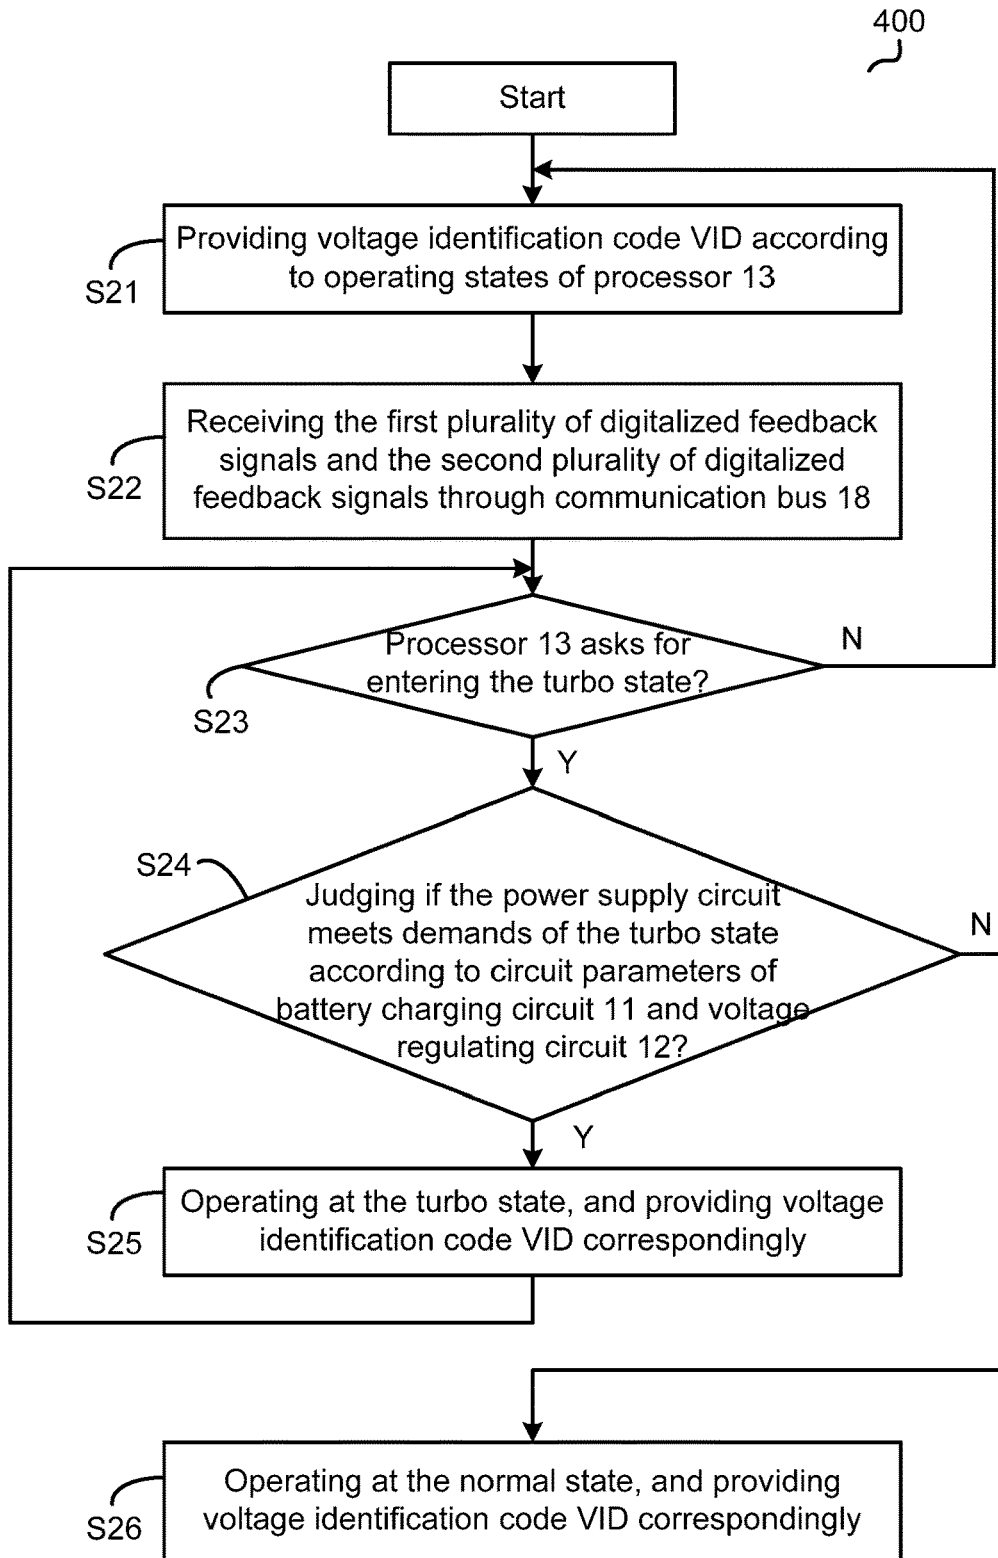 400
Start
Providing voltage identification code VID according
to operating states of processor 13
S21
Receiving the first plurality of digitalized feedback
signals and the second plurality of digitalized
feedback signals through communication bus 18
S22
Processor 13 asks for
entering the turbo state?
N
S23
Y
S24
Judging if the power supply circuit
meets demands of the turbo state
according to circuit parameters of
battery charging circuit 11 and voltage
regulating circuit 12?
N
Y
Operating at the turbo state, and providing voltage
identification code VID correspondingly
S25
Operating at the normal state, and providing
voltage identification code VID correspondingly
S26